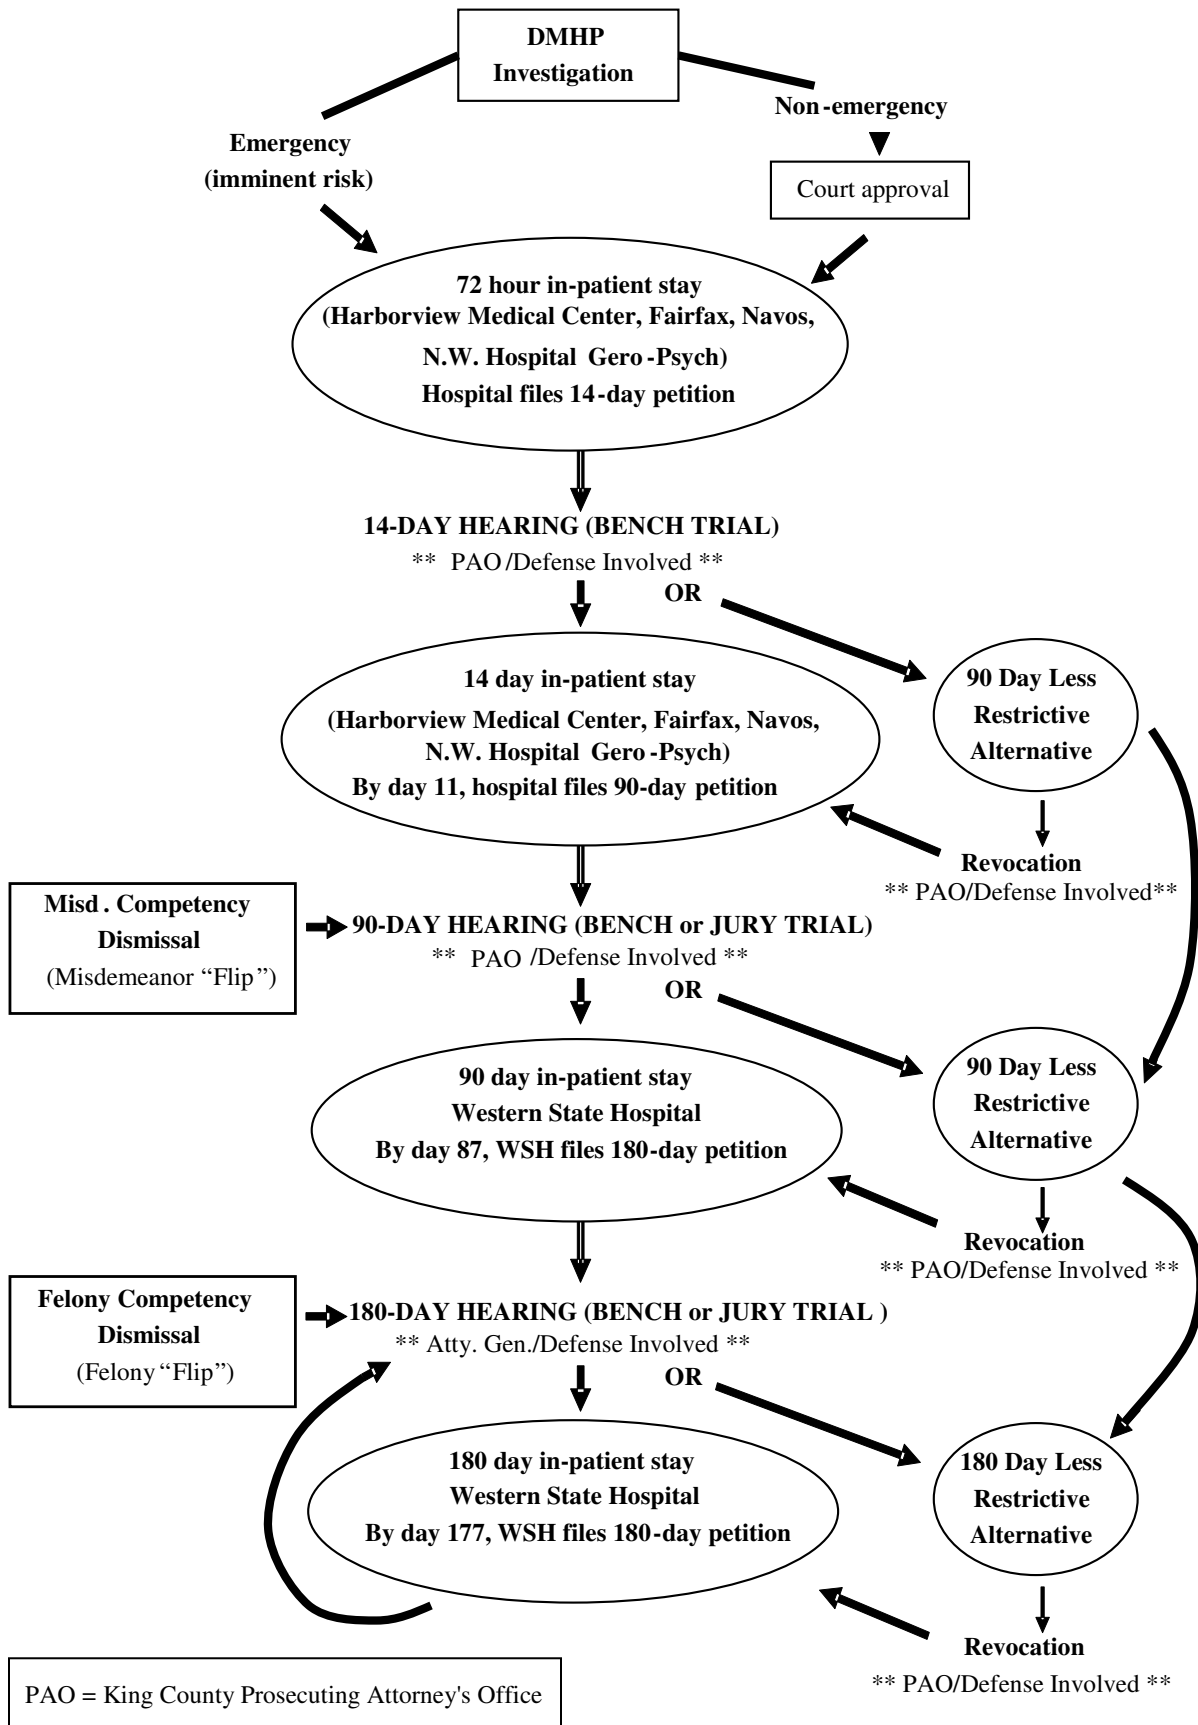 DMHP
Investigation
Non-emergency
Emergency
(imminent risk)
Court approval
72 hour in-patient stay
(Harborview Medical Center, Fairfax, Navos,
N.W. Hospital Gero-Psych)
Hospital files 14-day petition
14-DAY HEARING (BENCH TRIAL)
** PAO/Defense Involved **
OR
14 day in-patient stay
(Harborview Medical Center, Fairfax, Navos,
N.W. Hospital Gero-Psych)
By day 11, hospital files 90-day petition
90 Day Less
Restrictive
Alternative
Revocation
** PAO/Defense Involved**
Misd. Competency
Dismissal
(Misdemeanor “Flip”)
90-DAY HEARING (BENCH or JURY TRIAL)
** PAO /Defense Involved **
OR
90 day in-patient stay
Western State Hospital
By day 87, WSH files 180-day petition
90 Day Less
Restrictive
Alternative
Revocation
** PAO/Defense Involved **
Felony Competency
Dismissal
(Felony “Flip”)
180-DAY HEARING (BENCH or JURY TRIAL )
** Atty. Gen./Defense Involved **
OR
180 day in-patient stay
Western State Hospital
By day 177, WSH files 180-day petition
180 Day Less
Restrictive
Alternative
Revocation
** PAO/Defense Involved **
PAO = King County Prosecuting Attorney's Office